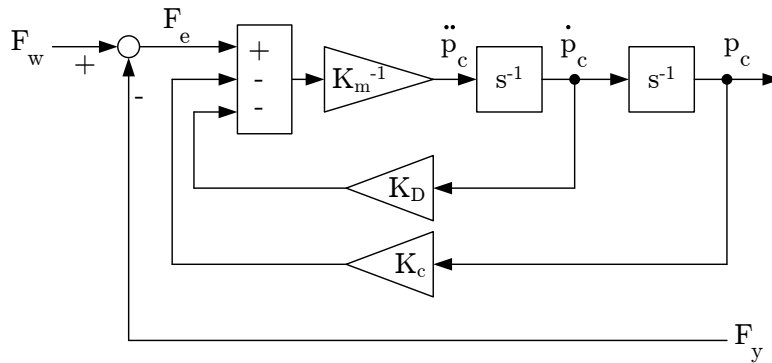 F_w
+
-
F_e
+
-
-
K_m^-1
p̈_c
s^-1
ṗ_c
s^-1
p_c
K_D
K_c
F_y